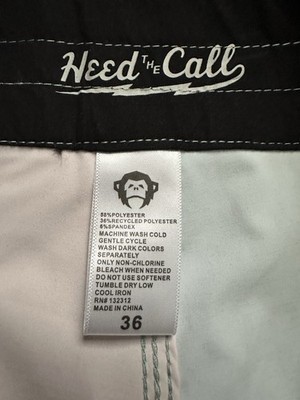 Heed THE Call
58%POLYESTER
36%RECYCLED POLYESTER
6%SPANDEX
MACHINE WASH COLD
GENTLE CYCLE
WASH DARK COLORS
SEPARATELY
ONLY NON-CHLORINE
BLEACH WHEN NEEDED
DO NOT USE SOFTENER
TUMBLE DRY LOW
COOL IRON
RN# 132312
MADE IN CHINA
36